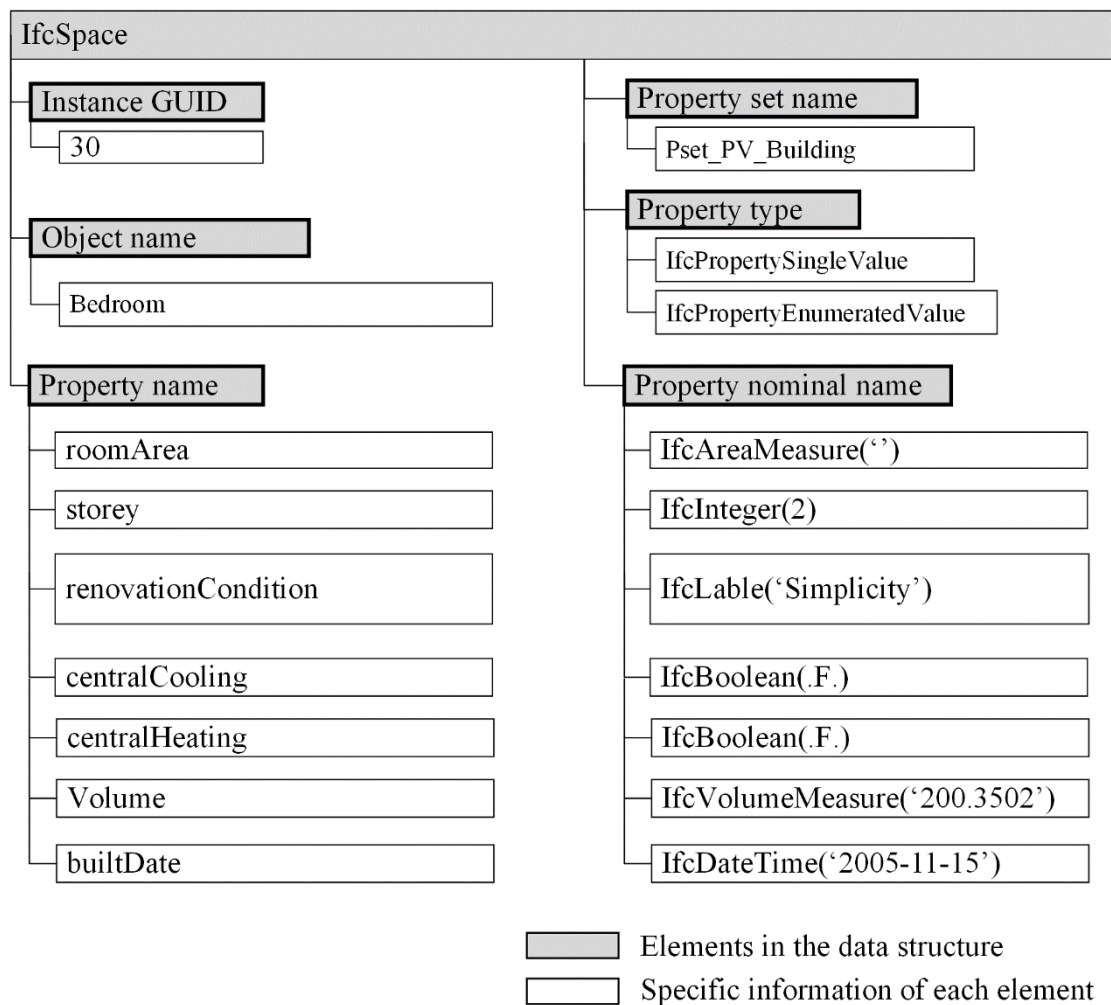 IfcSpace
Instance GUID
30
Object name
Bedroom
Property name
roomArea
storey
renovationCondition
centralCooling
centralHeating
Volume
builtDate
Property set name
Pset_PV_Building
Property type
IfcPropertySingleValue
IfcPropertyEnumeratedValue
Property nominal name
IfcAreaMeasure(‘’)
IfcInteger(2)
IfcLable(‘Simplicity’)
IfcBoolean(.F.)
IfcBoolean(.F.)
IfcVolumeMeasure(‘200.3502’)
IfcDateTime(‘2005-11-15’)
Elements in the data structure
Specific information of each element